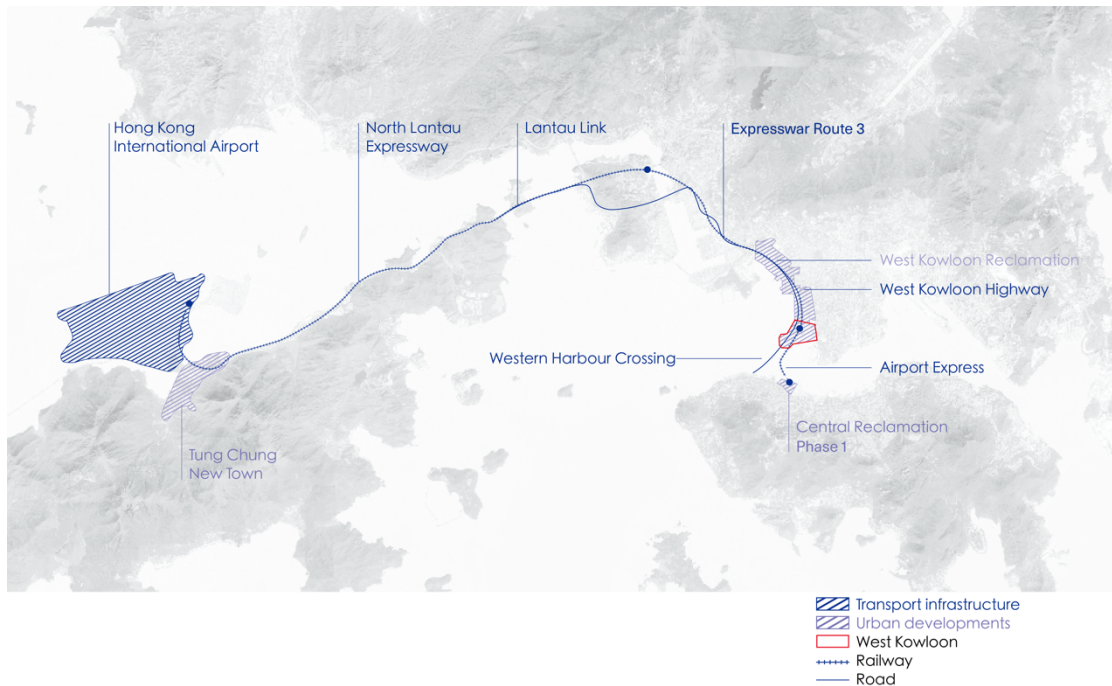 Hong Kong
International Airport
North Lantau
Expressway
Lantau Link
Expresswar Route 3
West Kowloon Reclamation
West Kowloon Highway
Western Harbour Crossing
Airport Express
Central Reclamation
Phase 1
Tung Chung
New Town
Transport infrastructure
Urban developments
West Kowloon
Railway
Road